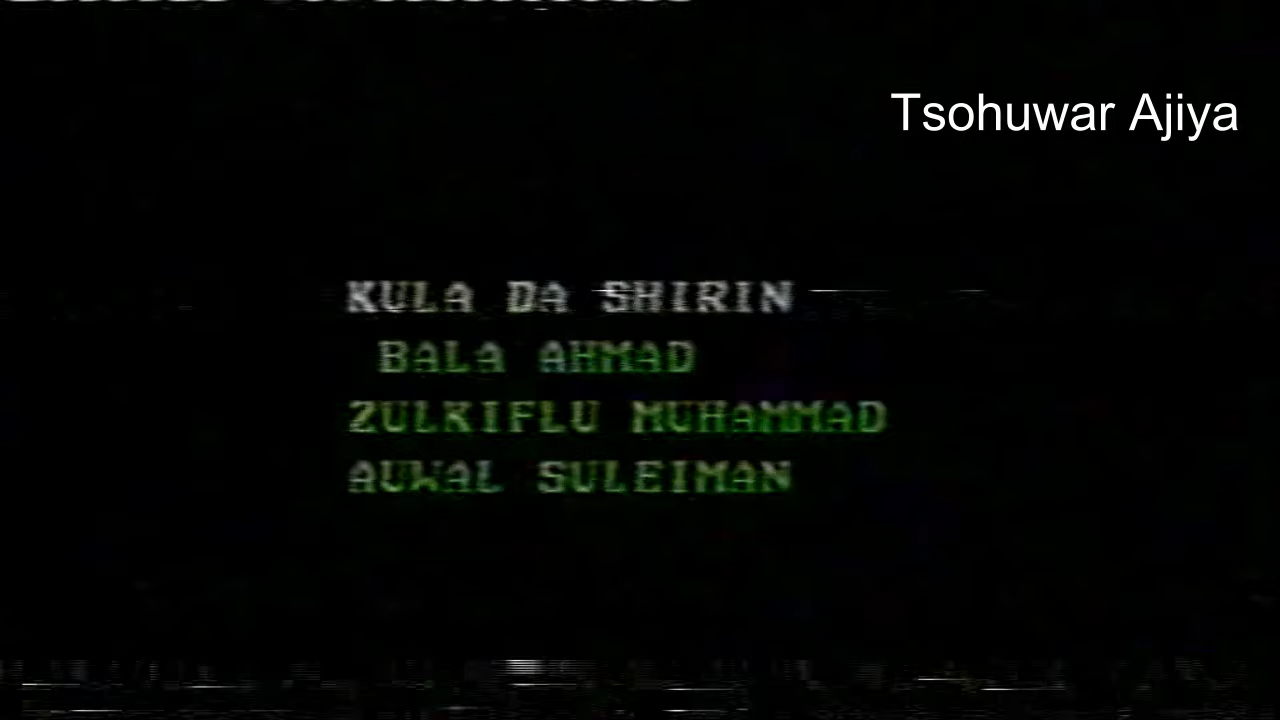 Tsohuwar Ajiya
KULA DA SHIRIN
BALA AHMAD
ZULKIFLU MUHAMMAD
AUWAL SULEIMAN